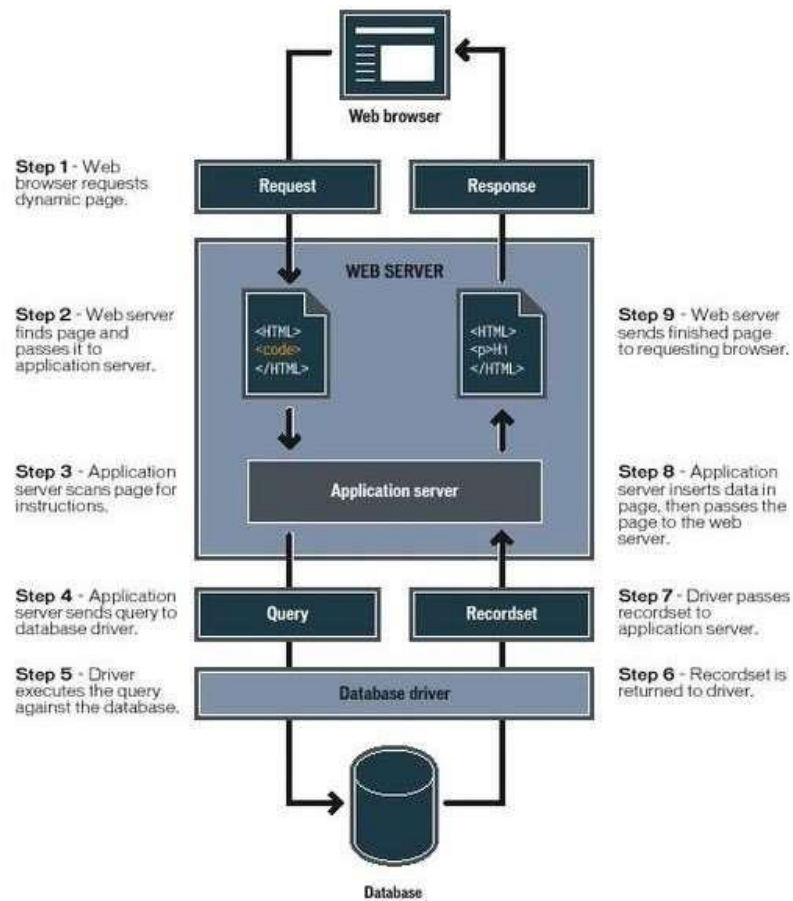 Web browser
Step 1 - Web
browser requests
dynamic page.
Request
Response
WEB SERVER
Step 2 - Web server
finds page and
passes it to
application server.
<HTML>
<code>
</HTML>
<HTML>
<p>Hi
</HTML>
Step 9 - Web server
sends finished page
to requesting browser.
Step 3 - Application
server scans page for
instructions.
Application server
Step 8 - Application
server inserts data in
page, then passes the
page to the web
server.
Step 4 - Application
server sends query to
database driver.
Query
Recordset
Step 7 - Driver passes
recordset to
application server.
Step 5 - Driver
executes the query
against the database.
Database driver
Step 6 - Recordset is
returned to driver.
Database